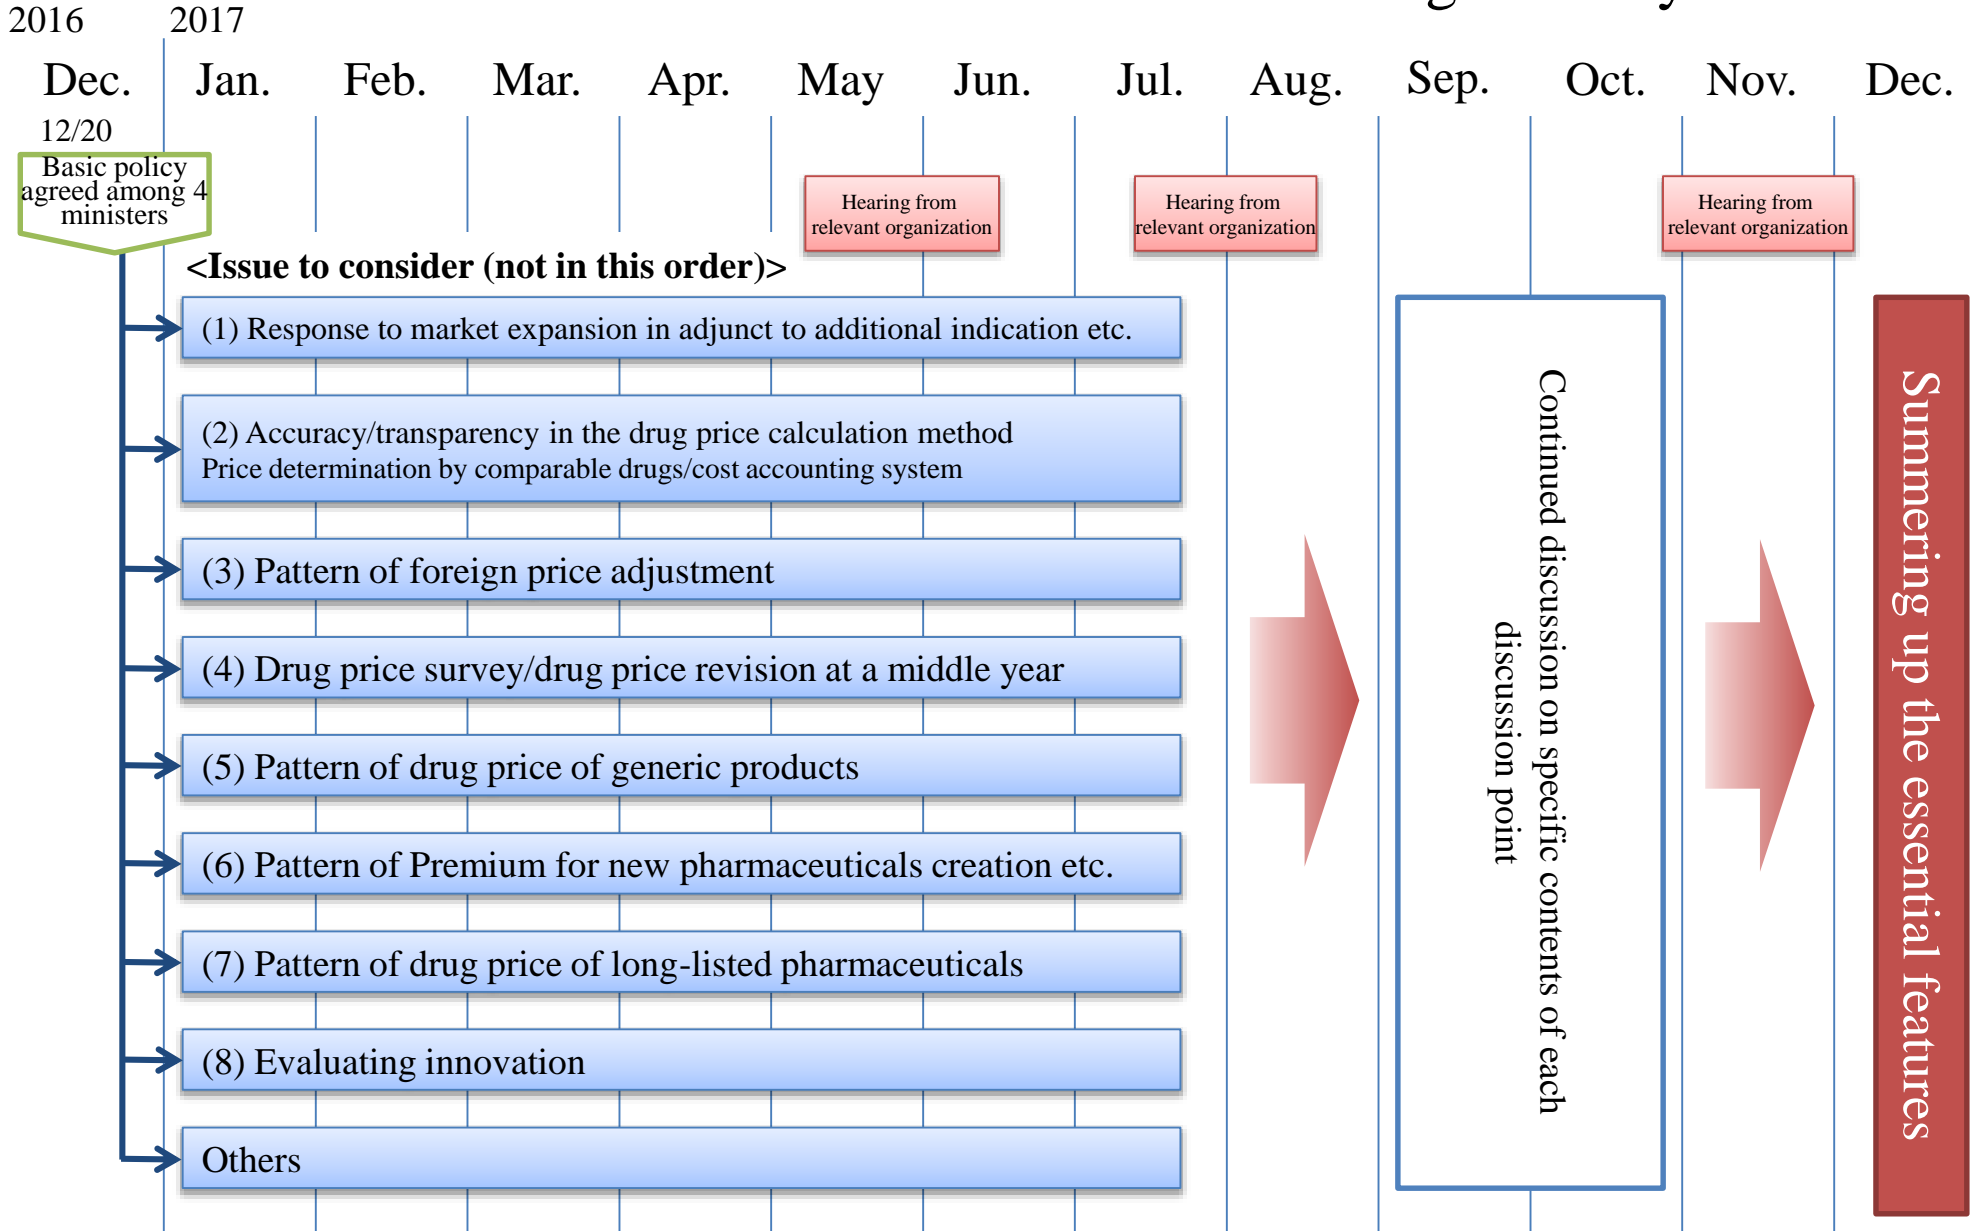 2016
2017
Dec.
Jan.
Feb.
Mar.
Apr.
May
Jun.
Jul.
Aug.
Sep.
Oct.
Nov.
Dec.
12/20
Basic policy
agreed among 4
ministers
Hearing from
relevant organization
Hearing from
relevant organization
Hearing from
relevant organization
<Issue to consider (not in this order)>
(1) Response to market expansion in adjunct to additional indication etc.
(2) Accuracy/transparency in the drug price calculation method
Price determination by comparable drugs/cost accounting system
(3) Pattern of foreign price adjustment
(4) Drug price survey/drug price revision at a middle year
(5) Pattern of drug price of generic products
(6) Pattern of Premium for new pharmaceuticals creation etc.
(7) Pattern of drug price of long-listed pharmaceuticals
(8) Evaluating innovation
Others
Continued discussion on specific contents of each
discussion point
Summering up the essential features